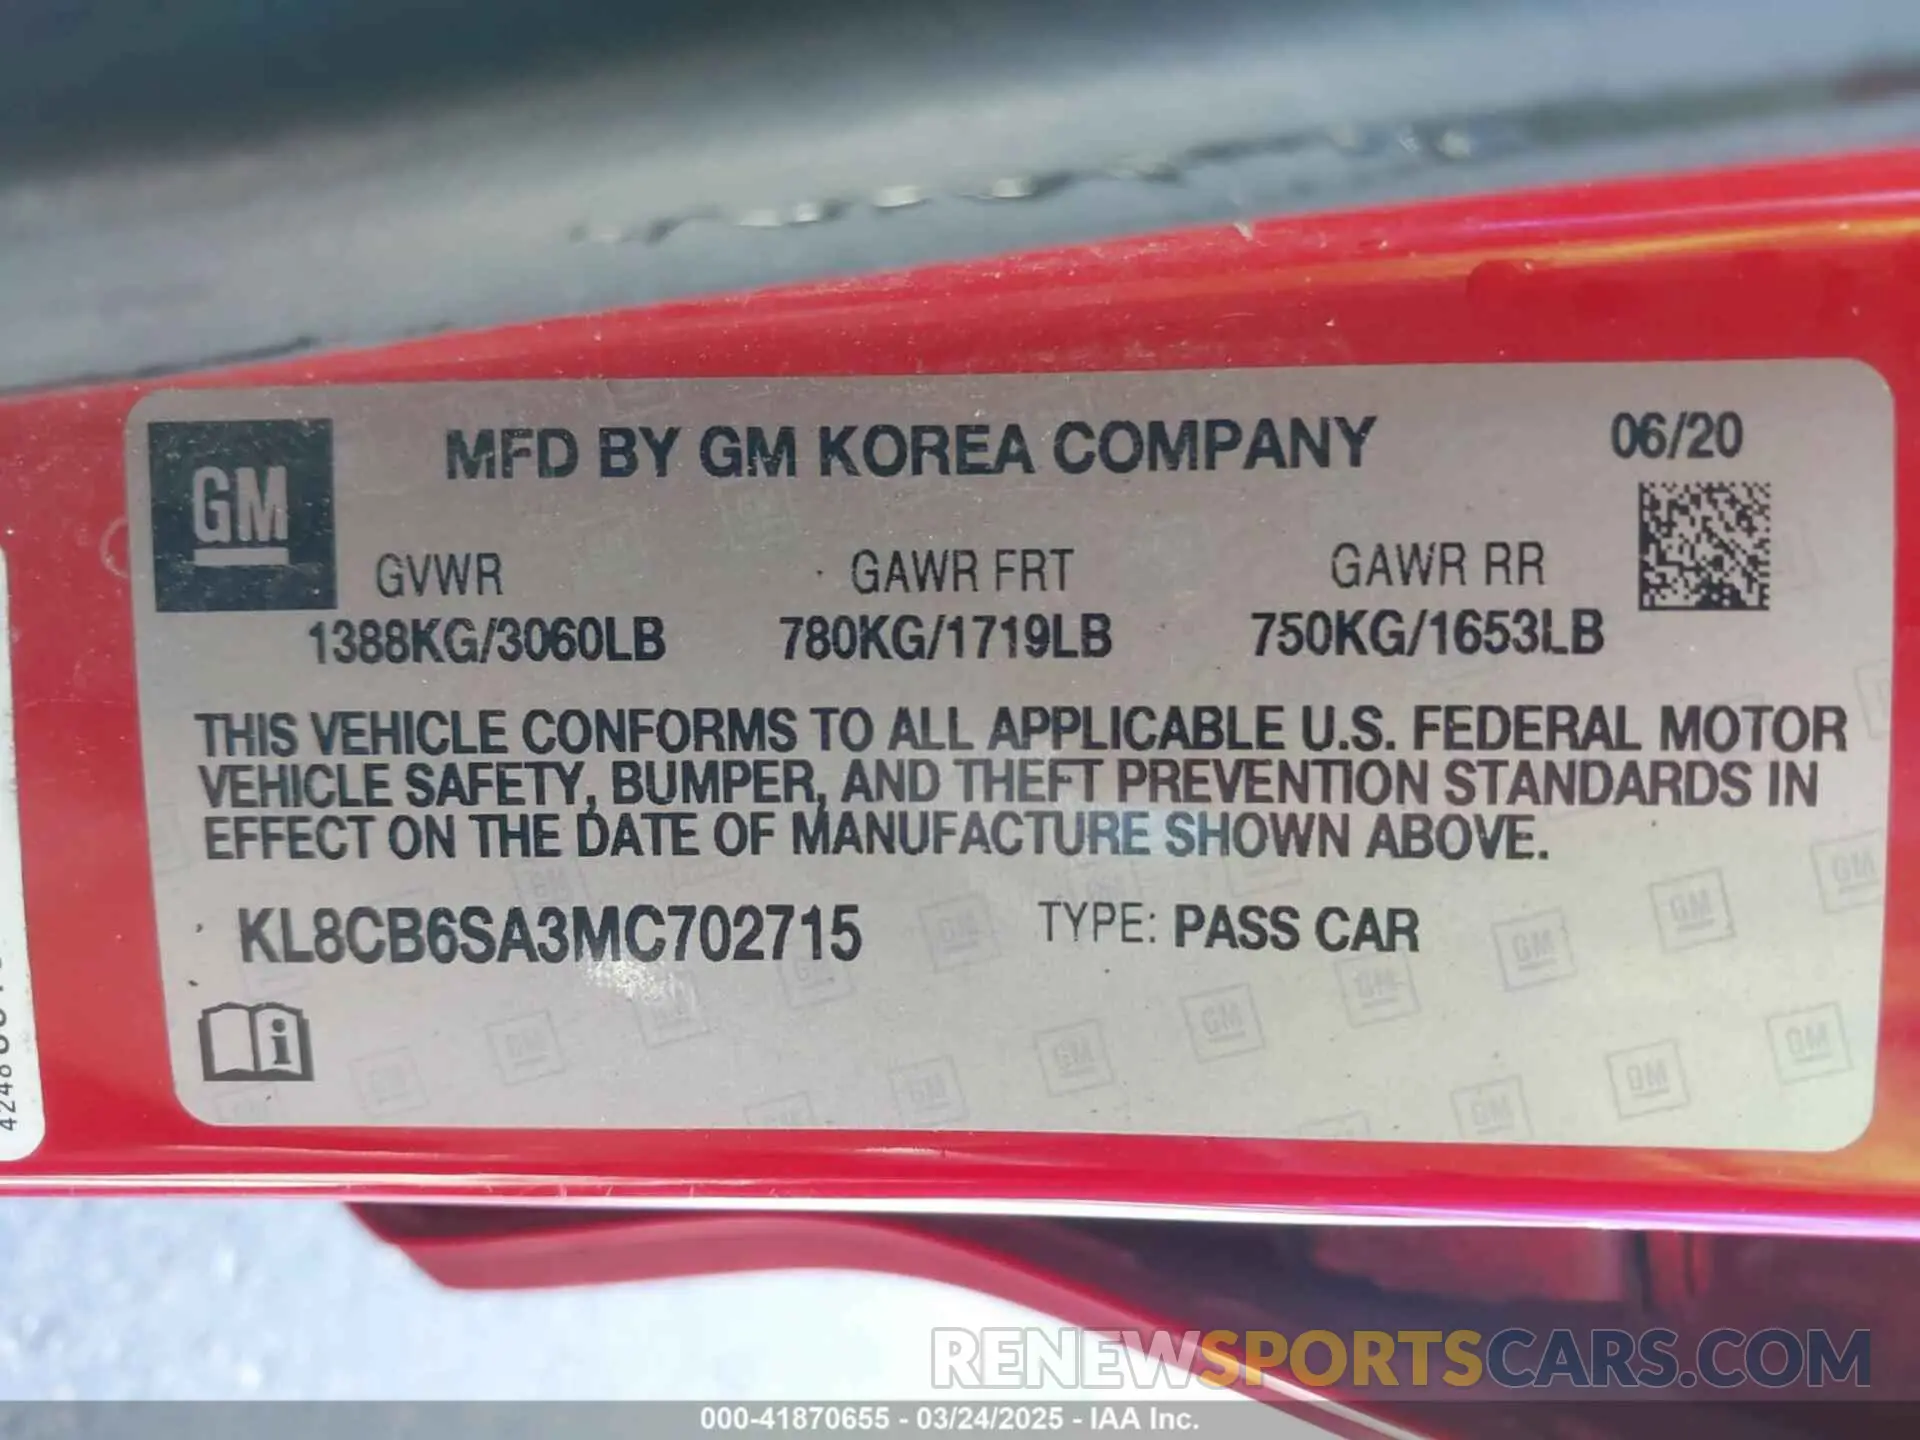 MFD BY GM KOREA COMPANY 06/20
GM
GVWR GAWR FRT GAWR RR
1388KG/3060LB 780KG/1719LB 750KG/1653LB
THIS VEHICLE CONFORMS TO ALL APPLICABLE U.S. FEDERAL MOTOR
VEHICLE SAFETY, BUMPER, AND THEFT PREVENTION STANDARDS IN
EFFECT ON THE DATE OF MANUFACTURE SHOWN ABOVE.
KL8CB6SA3MC702715 TYPE: PASS CAR
RENEWSPORTSCARS.COM
000-41870655 - 03/24/2025 - IAA Inc.